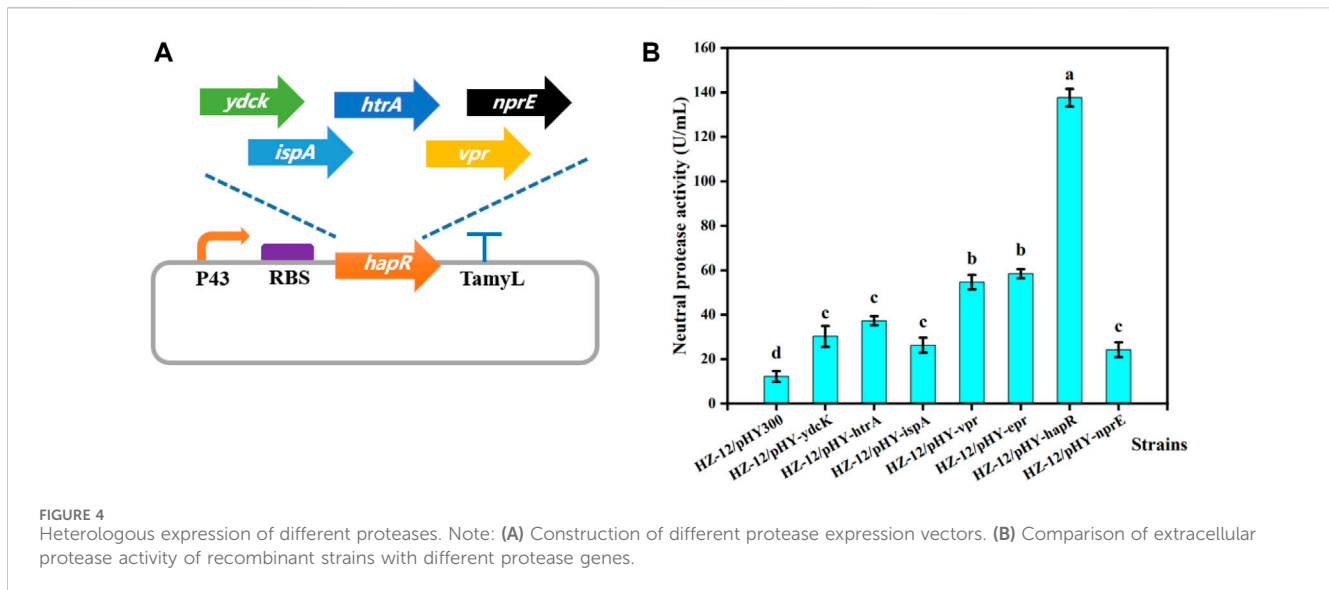 A
ydck
htrA
nprE
ispA
vpr
P43
RBS
hapR
TamyL
B
Neutral protease activity (U/mL)
160
140
120
100
80
60
40
20
0
d
c
c
c
b
b
a
c
HZ-12/pHY300
HZ-12/pHY-ydcK
HZ-12/pHY-htrA
HZ-12/pHY-ispA
HZ-12/pHY-vpr
HZ-12/pHY-epr
HZ-12/pHY-hapR
HZ-12/pHY-nprE
Strains
FIGURE 4
Heterologous expression of different proteases. Note: (A) Construction of different protease expression vectors. (B) Comparison of extracellular
protease activity of recombinant strains with different protease genes.